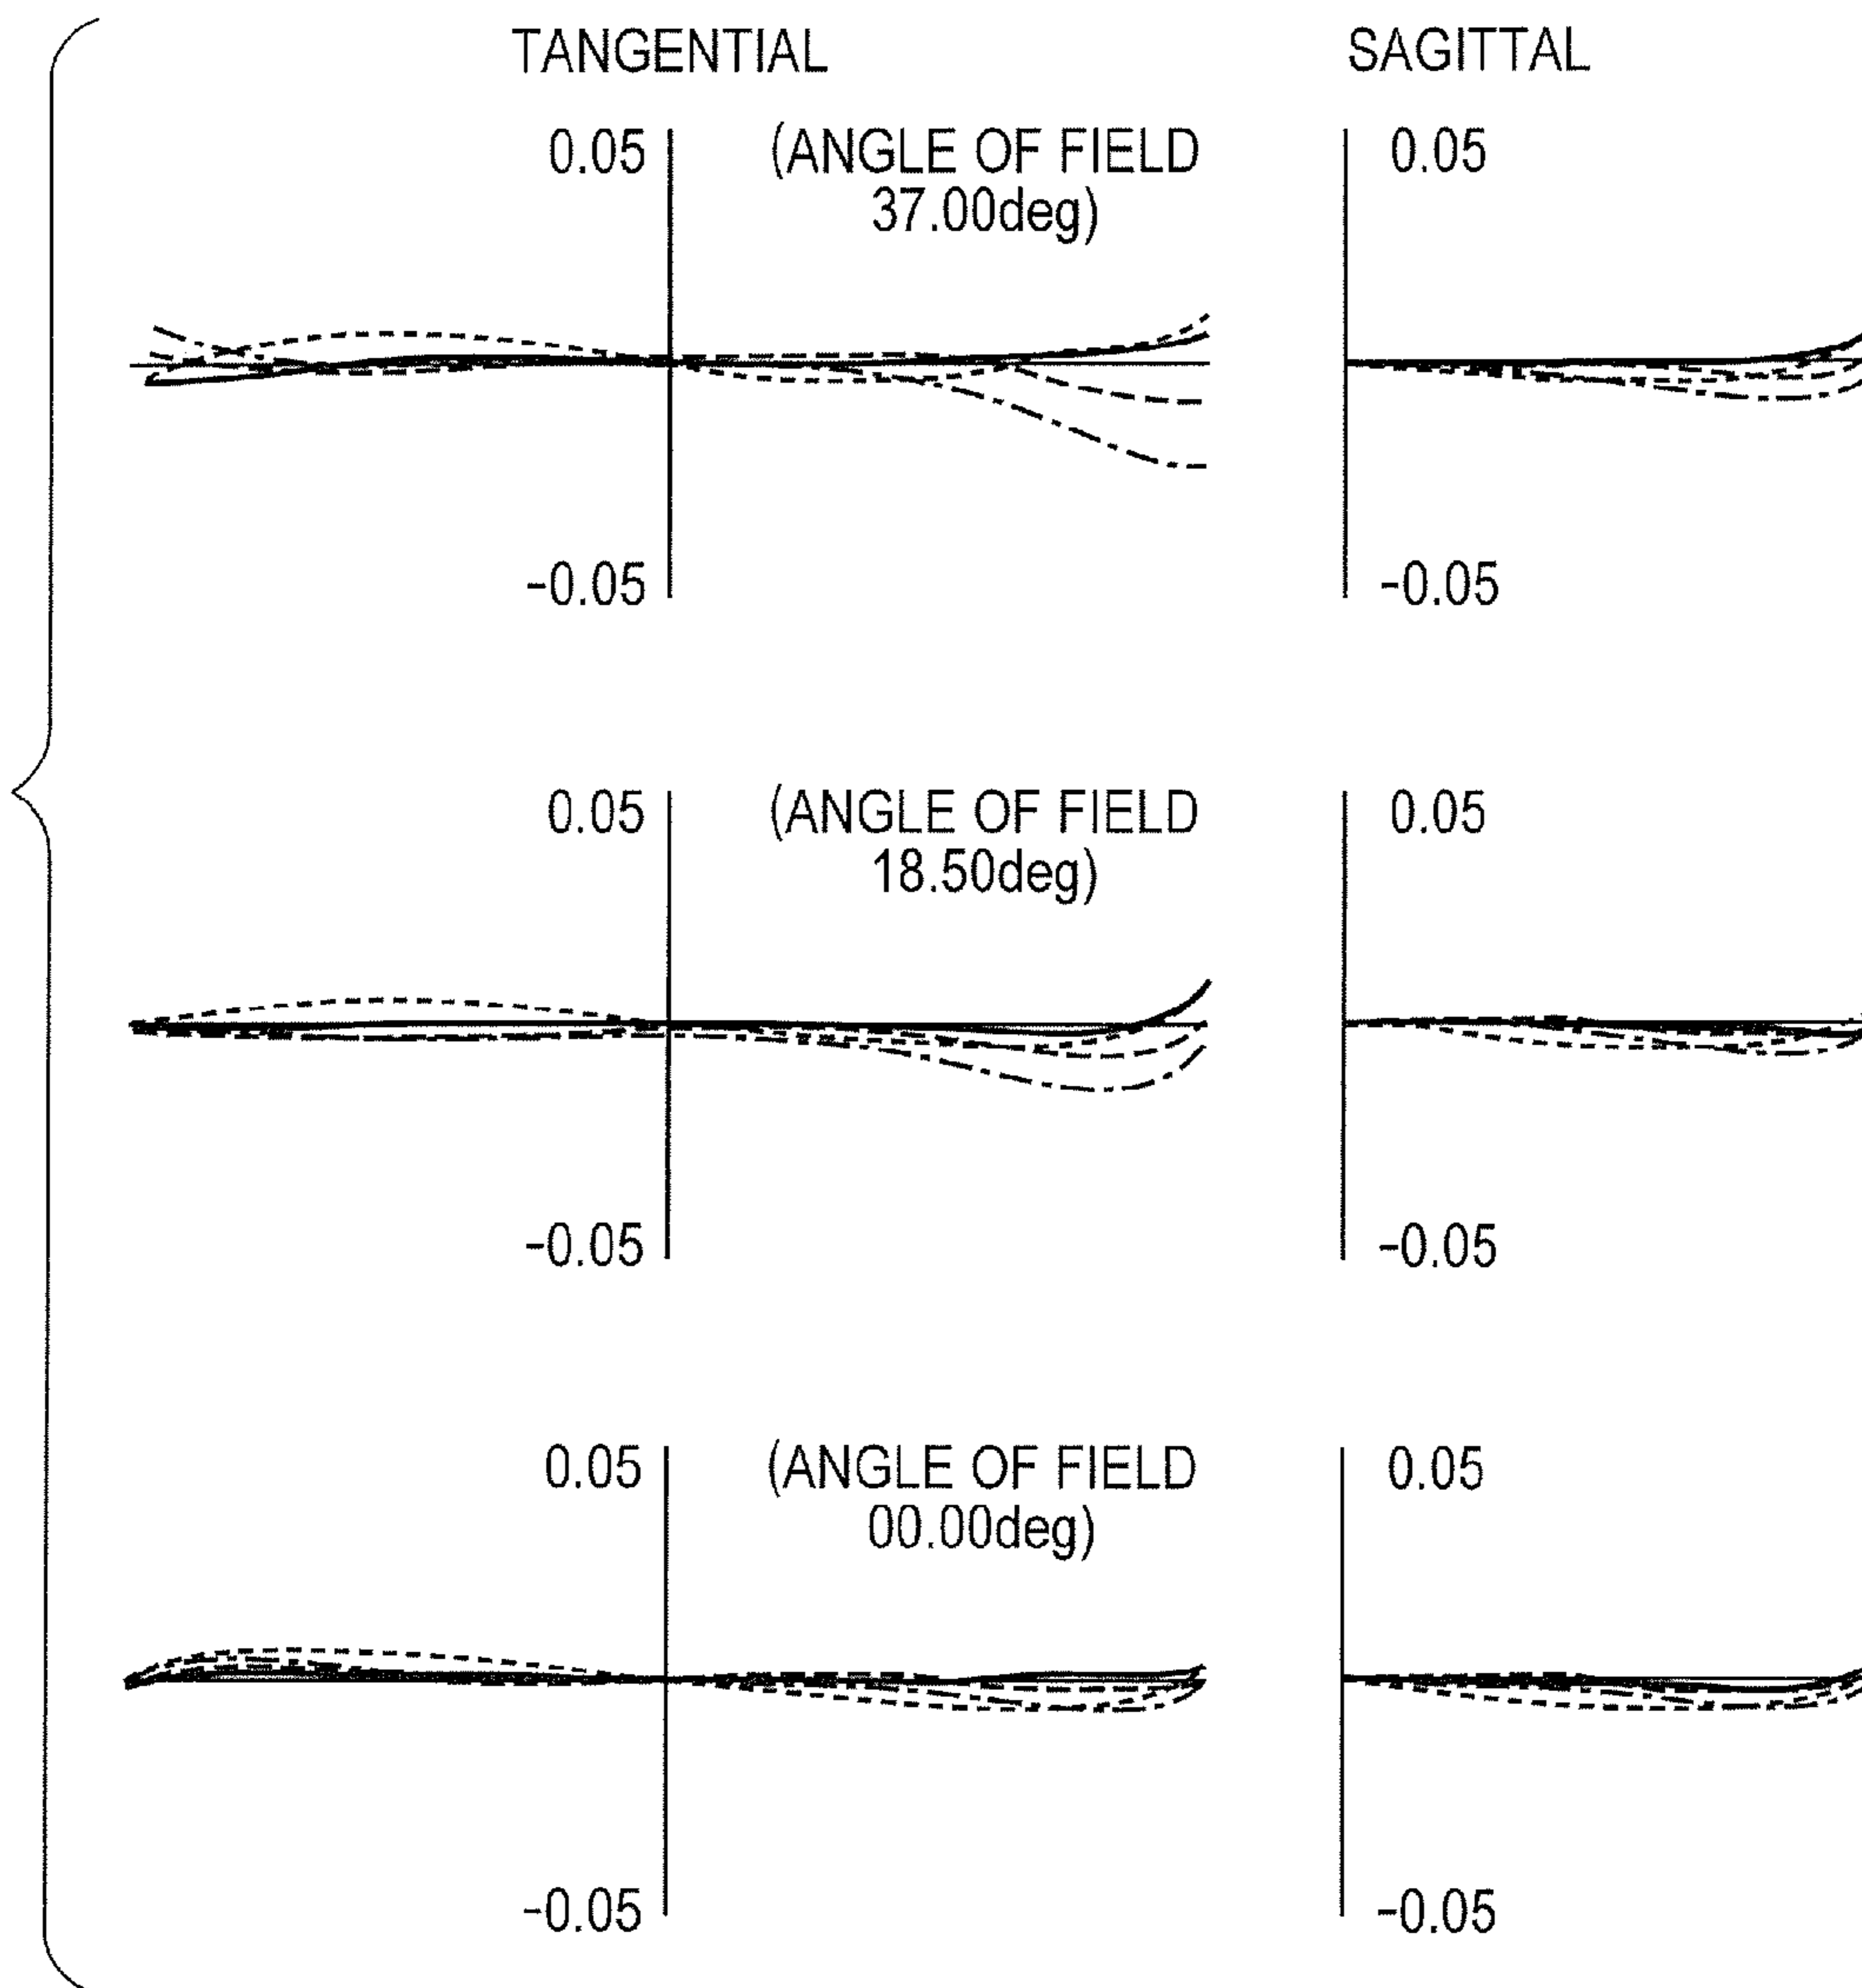 TANGENTIAL SAGITTAL
0.05 (ANGLE OF FIELD 0.05
37.00deg)
-0.05 -0.05
0.05 (ANGLE OF FIELD 0.05
18.50deg)
-0.05 -0.05
0.05 (ANGLE OF FIELD 0.05
00.00deg)
-0.05 -0.05